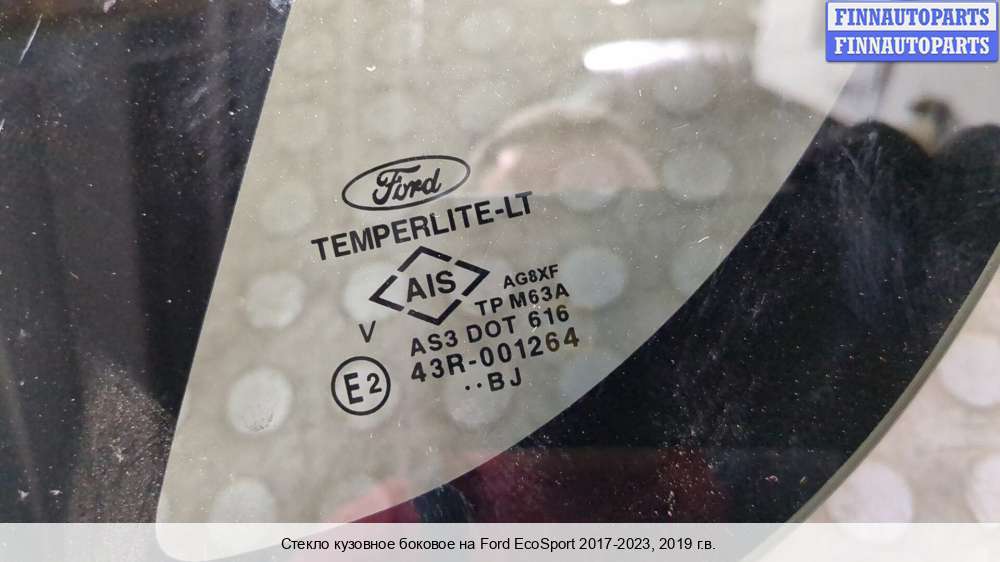 FINNAUTOPARTS
FINNAUTOPARTS
Ford
TEMPERLITE-LT
AIS
AG8XF
TP M63A
V
AS3 DOT 616
E2
43R-001264
··BJ
Стекло кузовное боковое на Ford EcoSport 2017-2023, 2019 г.в.